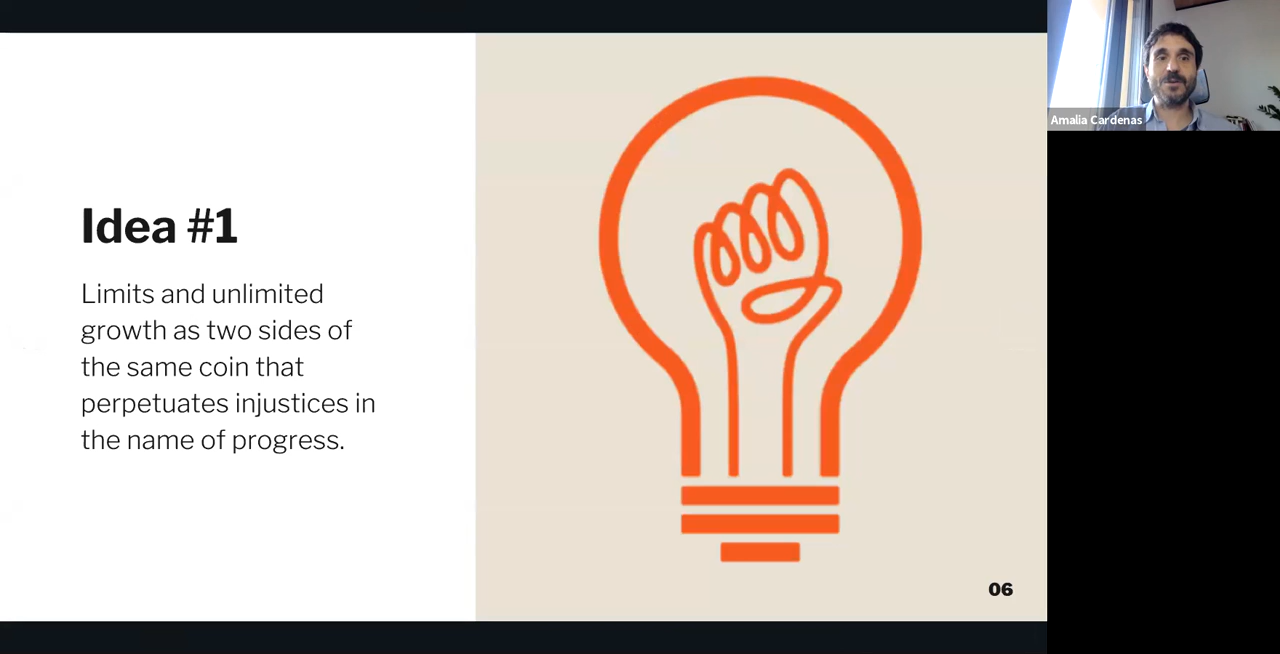 Idea #1
Limits and unlimited
growth as two sides of
the same coin that
perpetuates injustices in
the name of progress.
06
Amalia Cardenas